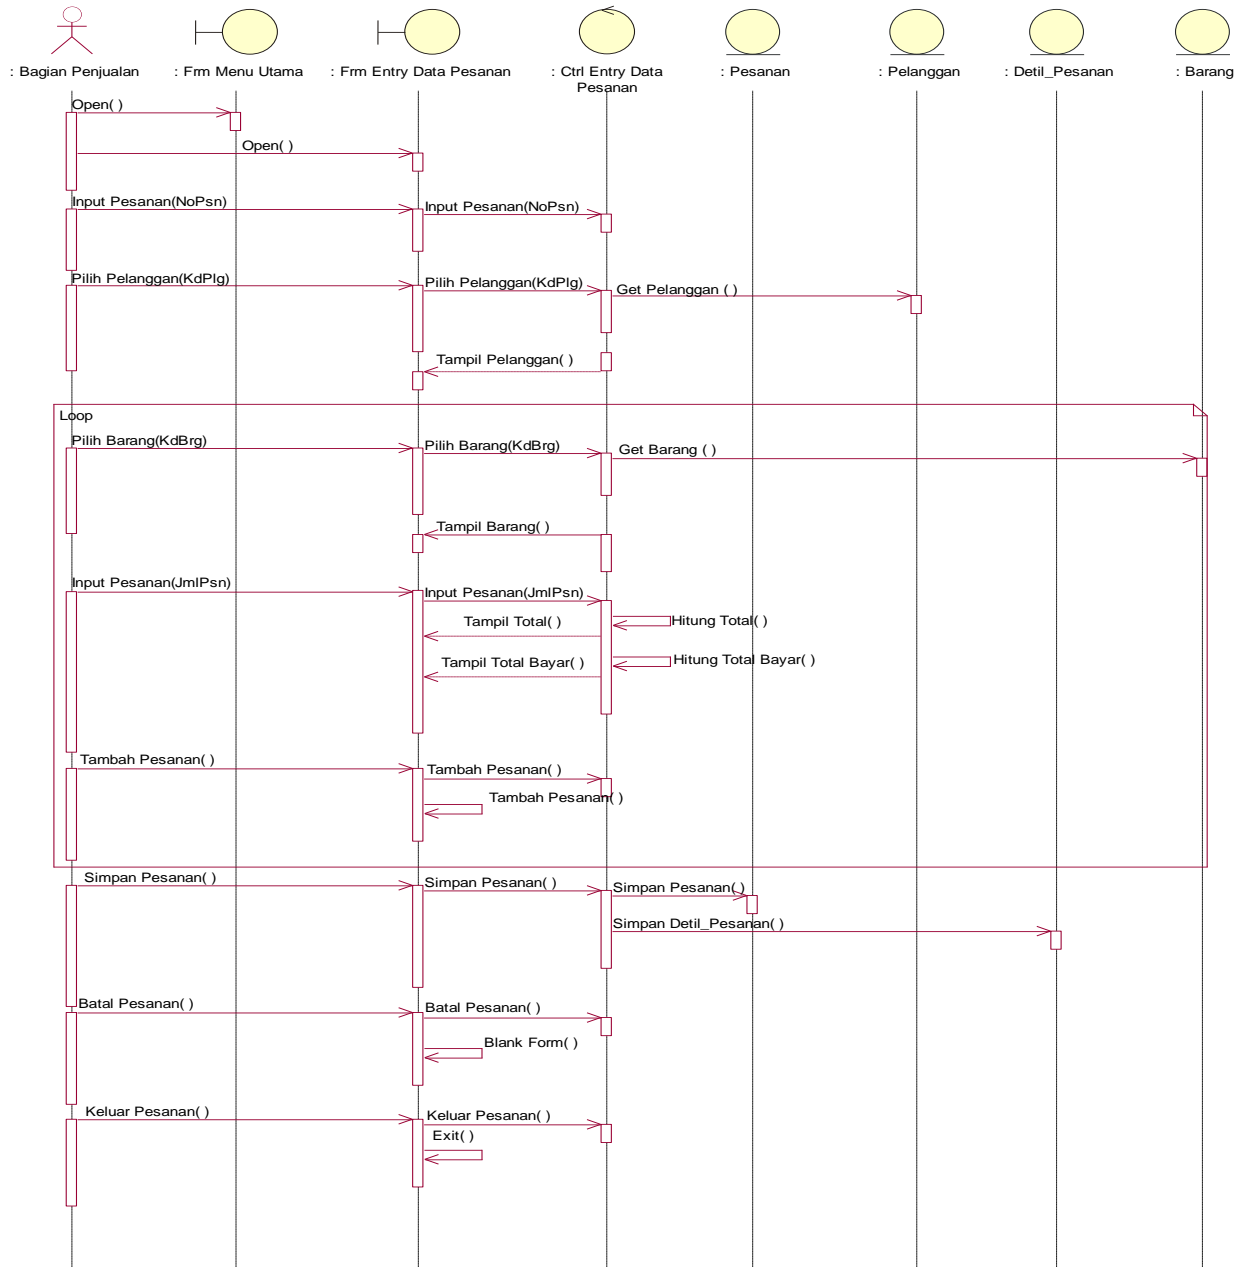 : Bagian Penjualan
: Frm Menu Utama
: Frm Entry Data Pesanan
: Ctrl Entry Data
Pesanan
: Pesanan
: Pelanggan
: Detil_Pesanan
: Barang
Open( )
Open( )
Input Pesanan(NoPsn)
Input Pesanan(NoPsn)
Pilih Pelanggan(KdPlg)
Pilih Pelanggan(KdPlg)
Get Pelanggan ( )
Tampil Pelanggan( )
Loop
Pilih Barang(KdBrg)
Pilih Barang(KdBrg)
Get Barang ( )
Tampil Barang( )
Input Pesanan(JmlPsn)
Input Pesanan(JmlPsn)
Tampil Total( )
Hitung Total( )
Tampil Total Bayar( )
Hitung Total Bayar( )
Tambah Pesanan( )
Tambah Pesanan( )
Tambah Pesanan( )
Simpan Pesanan( )
Simpan Pesanan( )
Simpan Pesanan( )
Simpan Detil_Pesanan( )
Batal Pesanan( )
Batal Pesanan( )
Blank Form( )
Keluar Pesanan( )
Keluar Pesanan( )
Exit( )